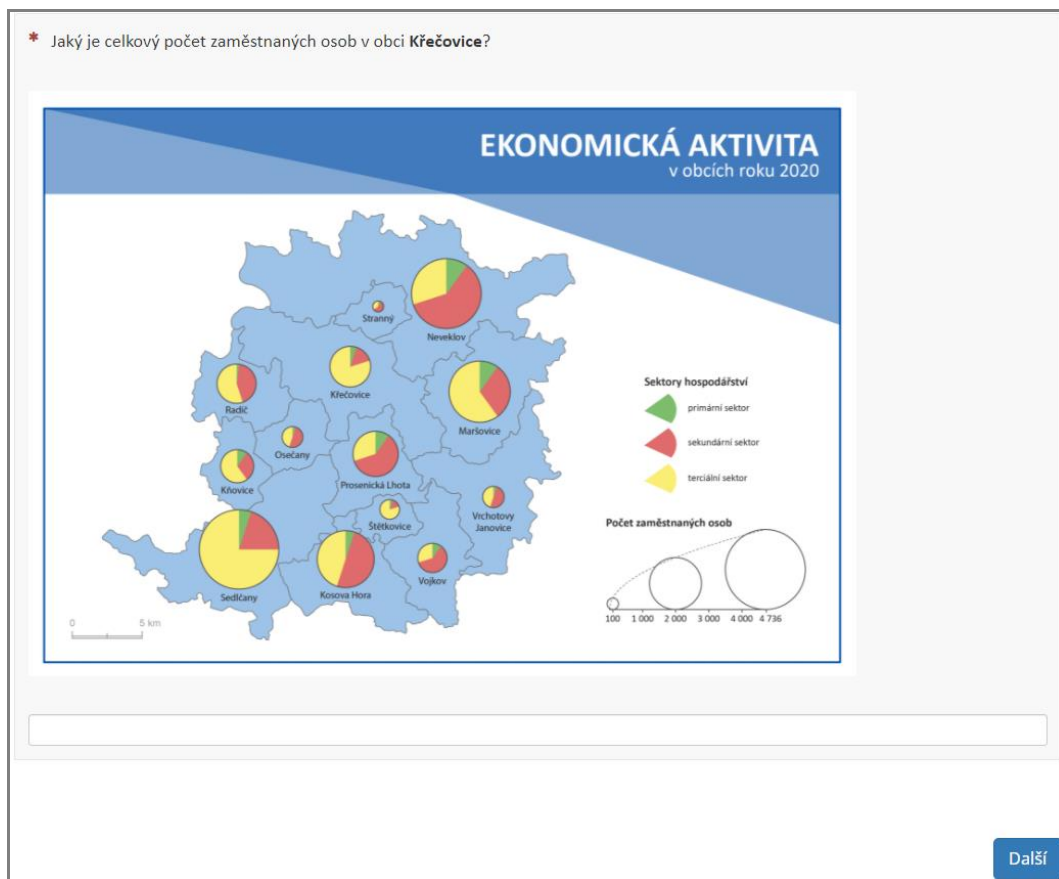 * Jaký je celkový počet zaměstnaných osob v obci Křečovice?
EKONOMICKÁ AKTIVITA
v obcích roku 2020
Stranný
Neveklov
Křečovice
Radíč
Maršovice
Osečany
Prosenická Lhota
Kňovice
Štětkovice
Vrchotovy
Janovice
Vojkov
Sedlčany
Kosova Hora
0 5 km
Sektory hospodářství
primární sektor
sekundární sektor
terciální sektor
Počet zaměstnaných osob
100 1 000 2 000 3 000 4 000 4 736
Další